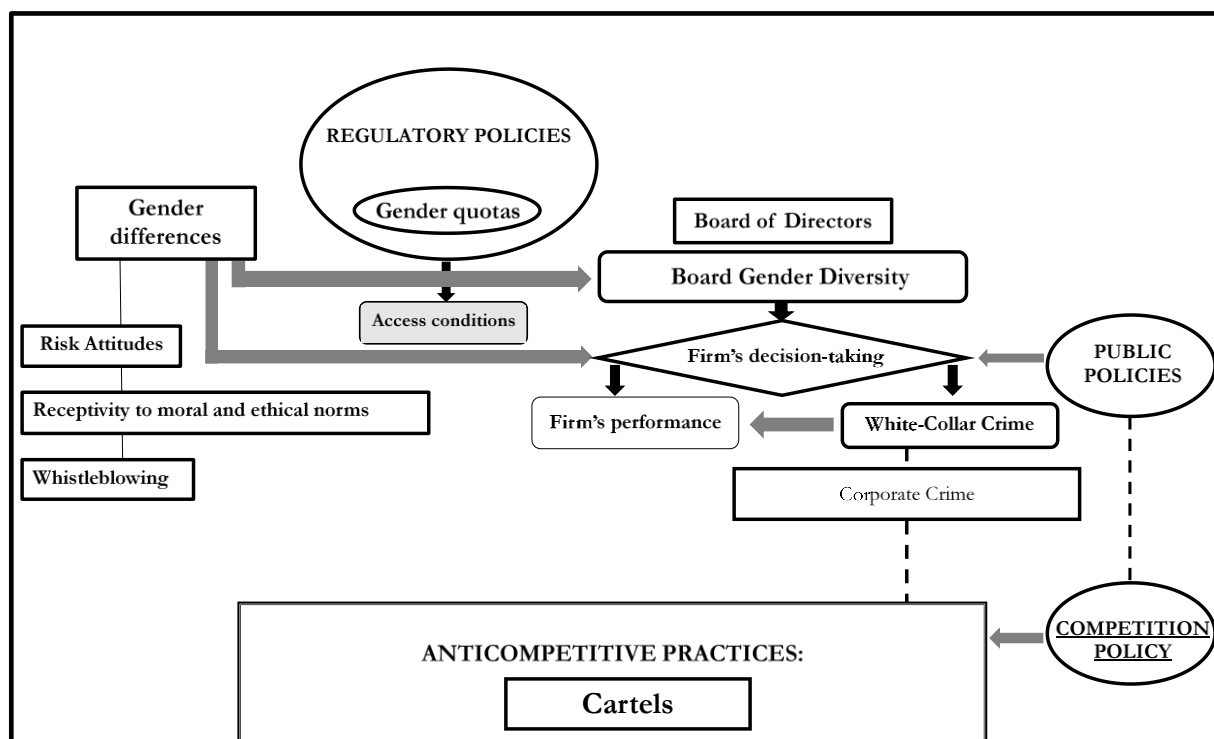 REGULATORY POLICIES
Gender quotas
Gender
differences
Board of Directors
Board Gender Diversity
Access conditions
Risk Attitudes
Firm's decision-taking
PUBLIC
POLICIES
Receptivity to moral and ethical norms
Firm's performance
White-Collar Crime
Whistleblowing
Corporate Crime
COMPETITION
POLICY
ANTICOMPETITIVE PRACTICES:
Cartels